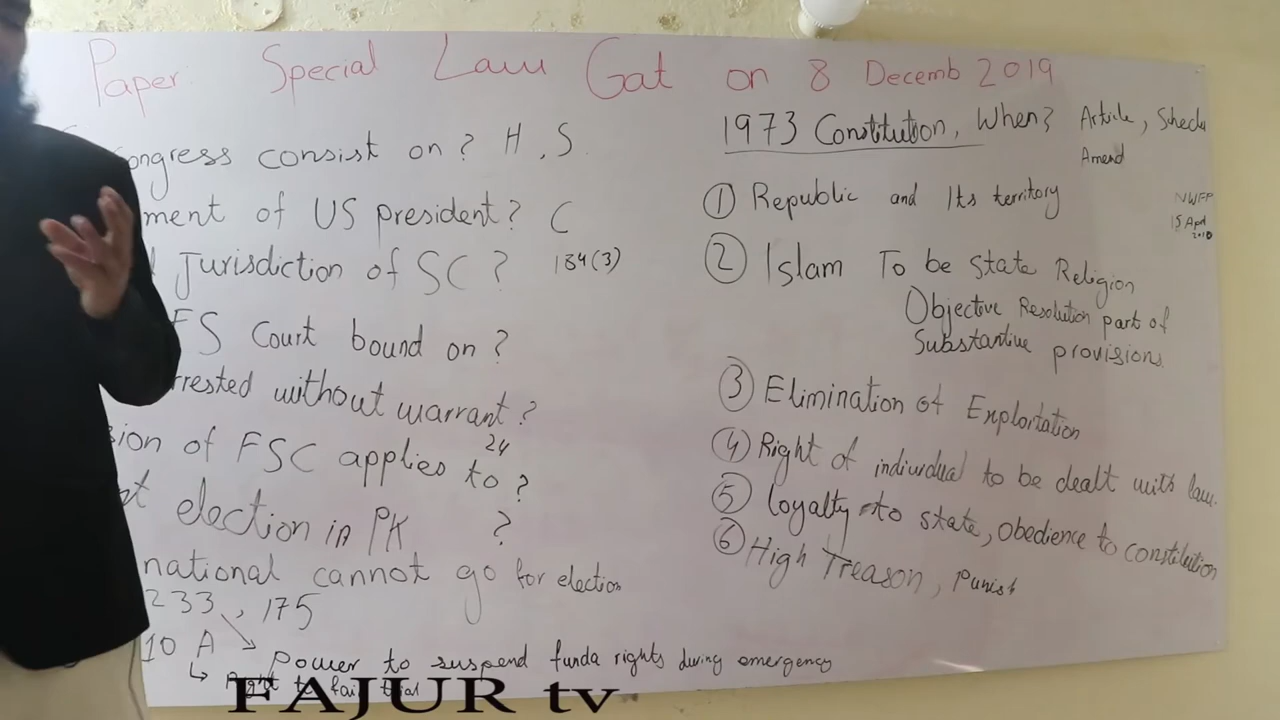 Paper: Special Law Gat on 8 Decemb 2019
ongress consist on? H, S
ment of US president? C
Jurisdiction of SC? 184(3)
FS Court bound on?
rrested without warrant?
sion of FSC applies to?
24
election in PK ?
national cannot go for election
233, 175
10 A
Power to suspend funda rights during emergency
fair trial
1973 Constitution, When? Article, Schedu
Amend
① Republic and Its territory
NWFP
15 April
2010
② Islam To be State Religion
Objective Resolution part of
Substantive provisions
③ Elimination of Exploitation
④ Right of individual to be dealt with law.
⑤ Loyalty to state, obedience to constitution
⑥ High Treason, Punish
FAJUR tv